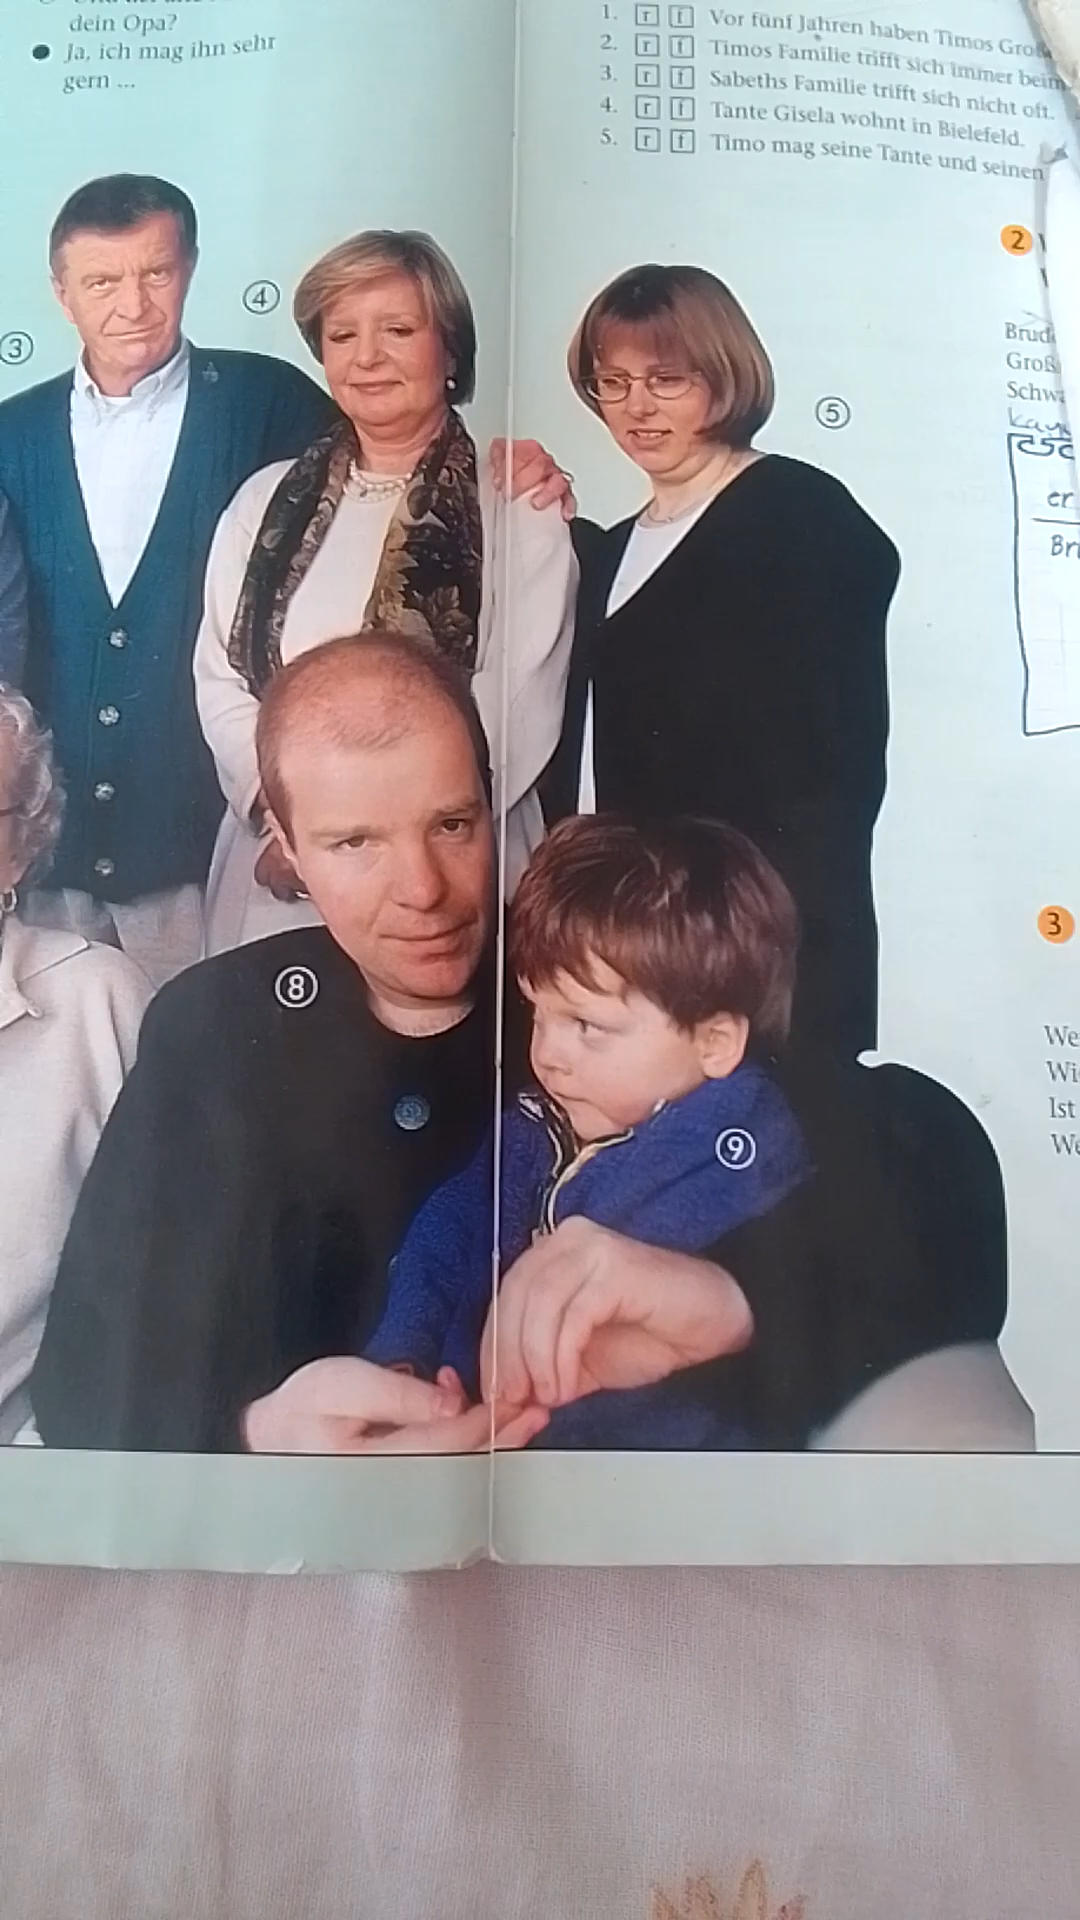 dein Opa?
● Ja, ich mag ihn sehr
gern ...
1. r f Vor fünf Jahren haben Timos
2. r f Timos Familie trifft sich immer beim
3. r f Sabeths Familie trifft sich nicht oft.
4. r f Tante Gisela wohnt in Bielefeld.
5. r f Timo mag seine Tante und seinen
3
4
5
2
er
8
9
3
Ist